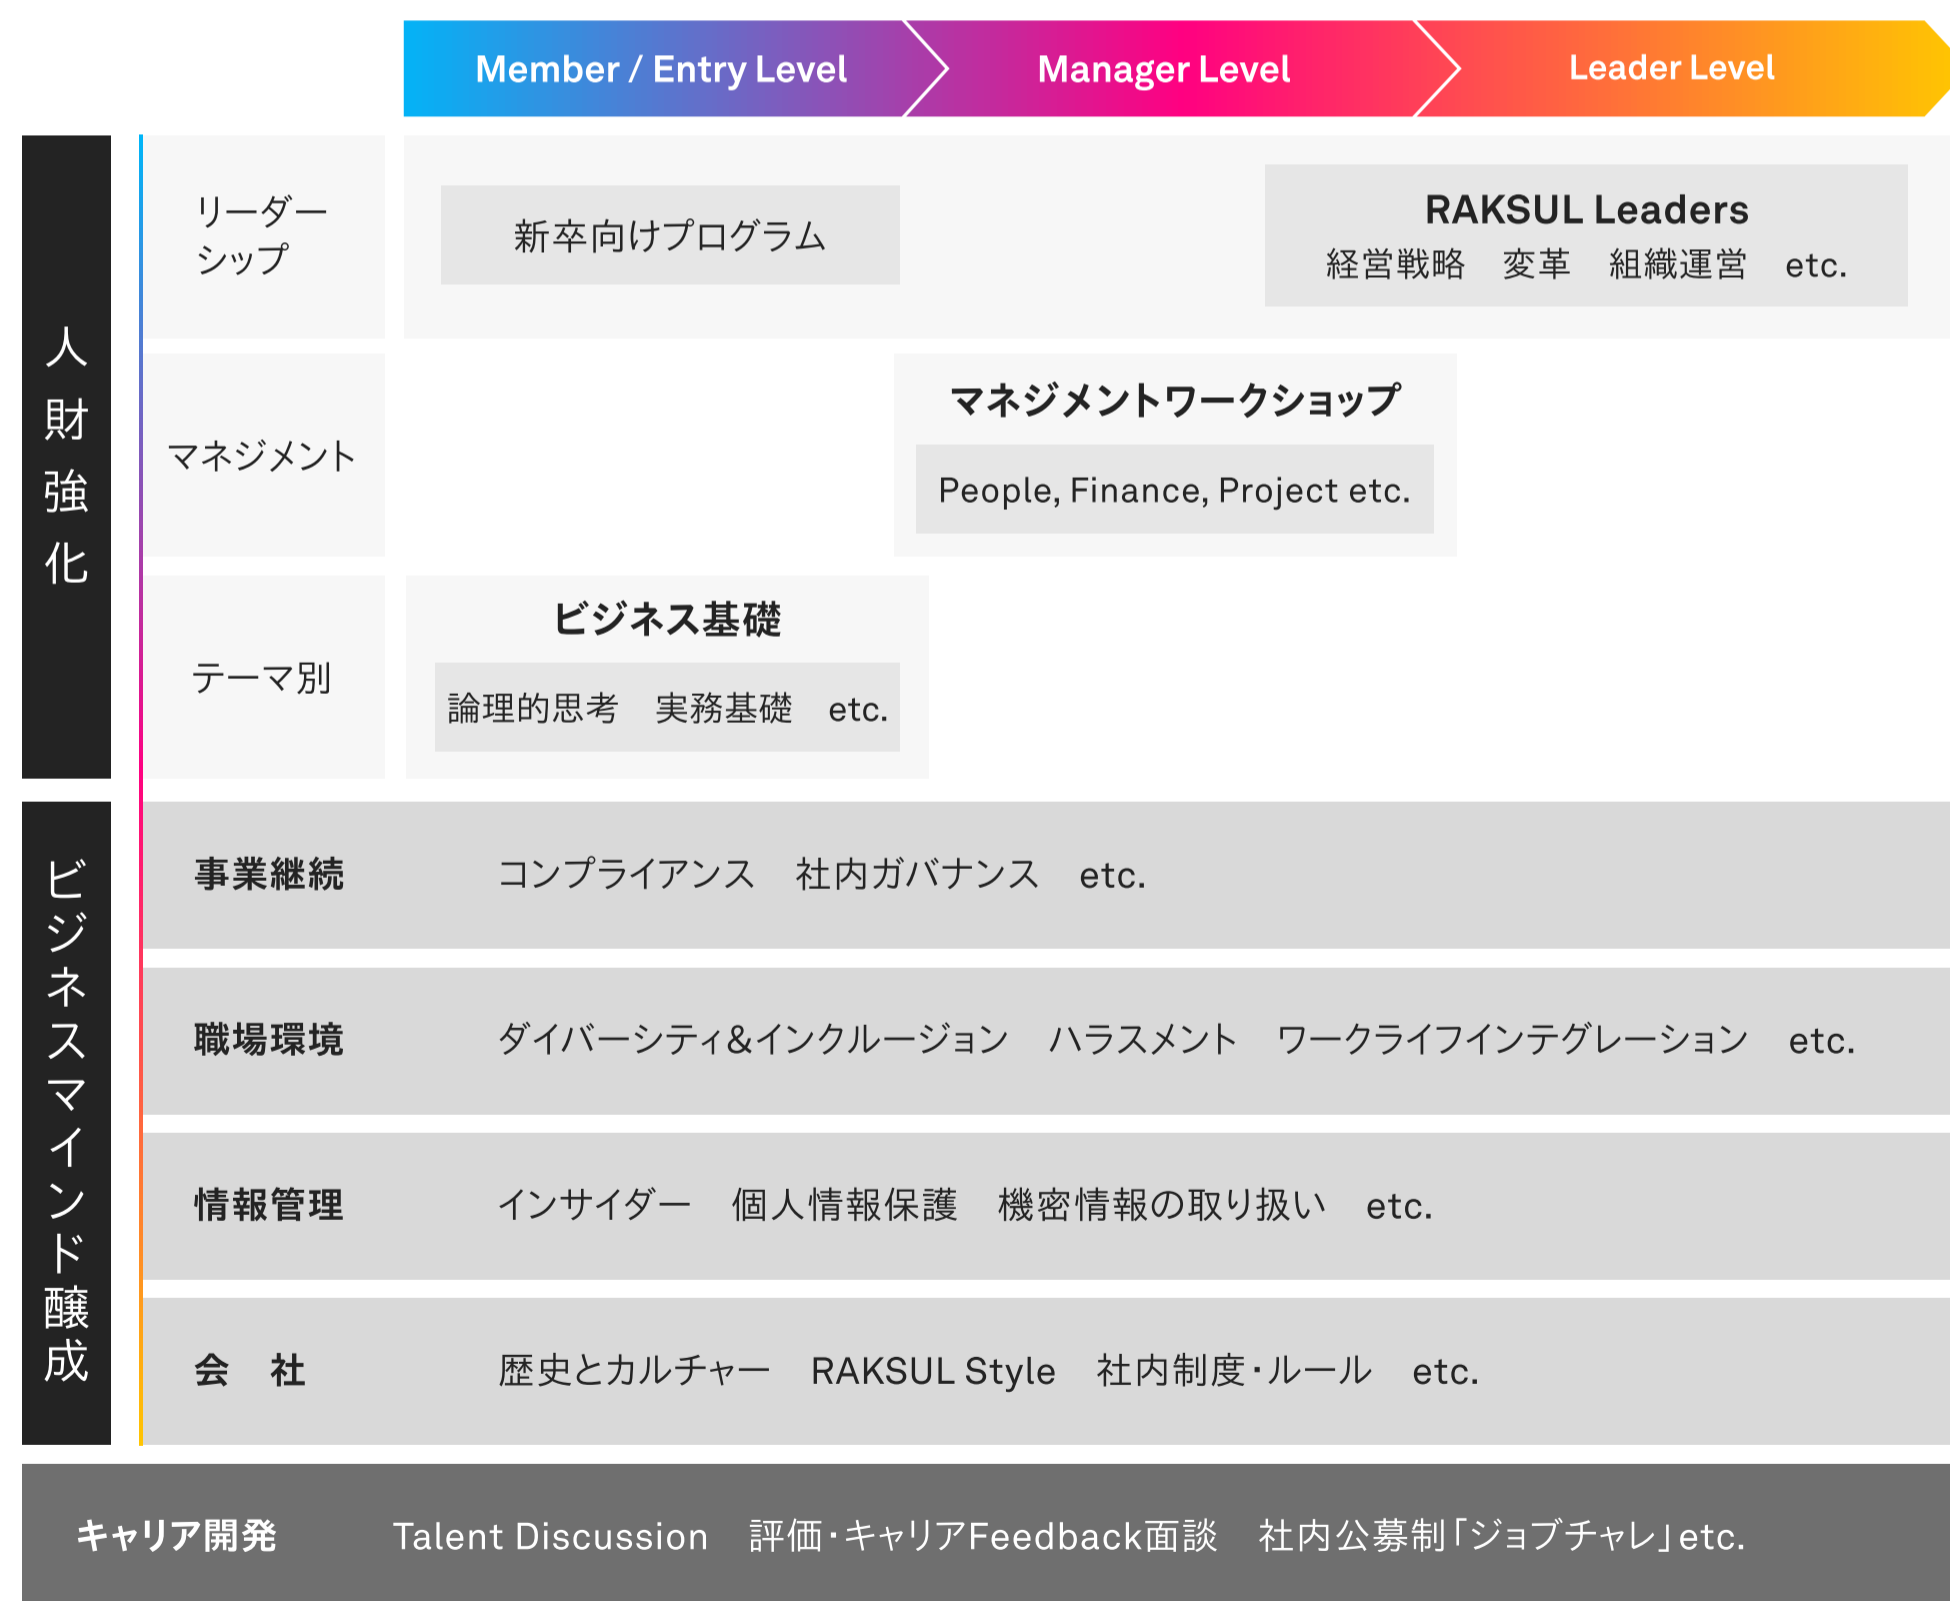 Member / Entry Level
Manager Level
Leader Level
人財強化
リーダー
シップ
新卒向けプログラム
RAKSUL Leaders
経営戦略　変革　組織運営　etc.
マネジメント
マネジメントワークショップ
People, Finance, Project etc.
テーマ別
ビジネス基礎
論理的思考　実務基礎　etc.
ビジネスマインド醸成
事業継続
コンプライアンス　社内ガバナンス　etc.
職場環境
ダイバーシティ&インクルージョン　ハラスメント　ワークライフインテグレーション　etc.
情報管理
インサイダー　個人情報保護　機密情報の取り扱い　etc.
会　社
歴史とカルチャー　RAKSUL Style　社内制度・ルール　etc.
キャリア開発
Talent Discussion　評価・キャリアFeedback面談　社内公募制「ジョブチャレ」etc.